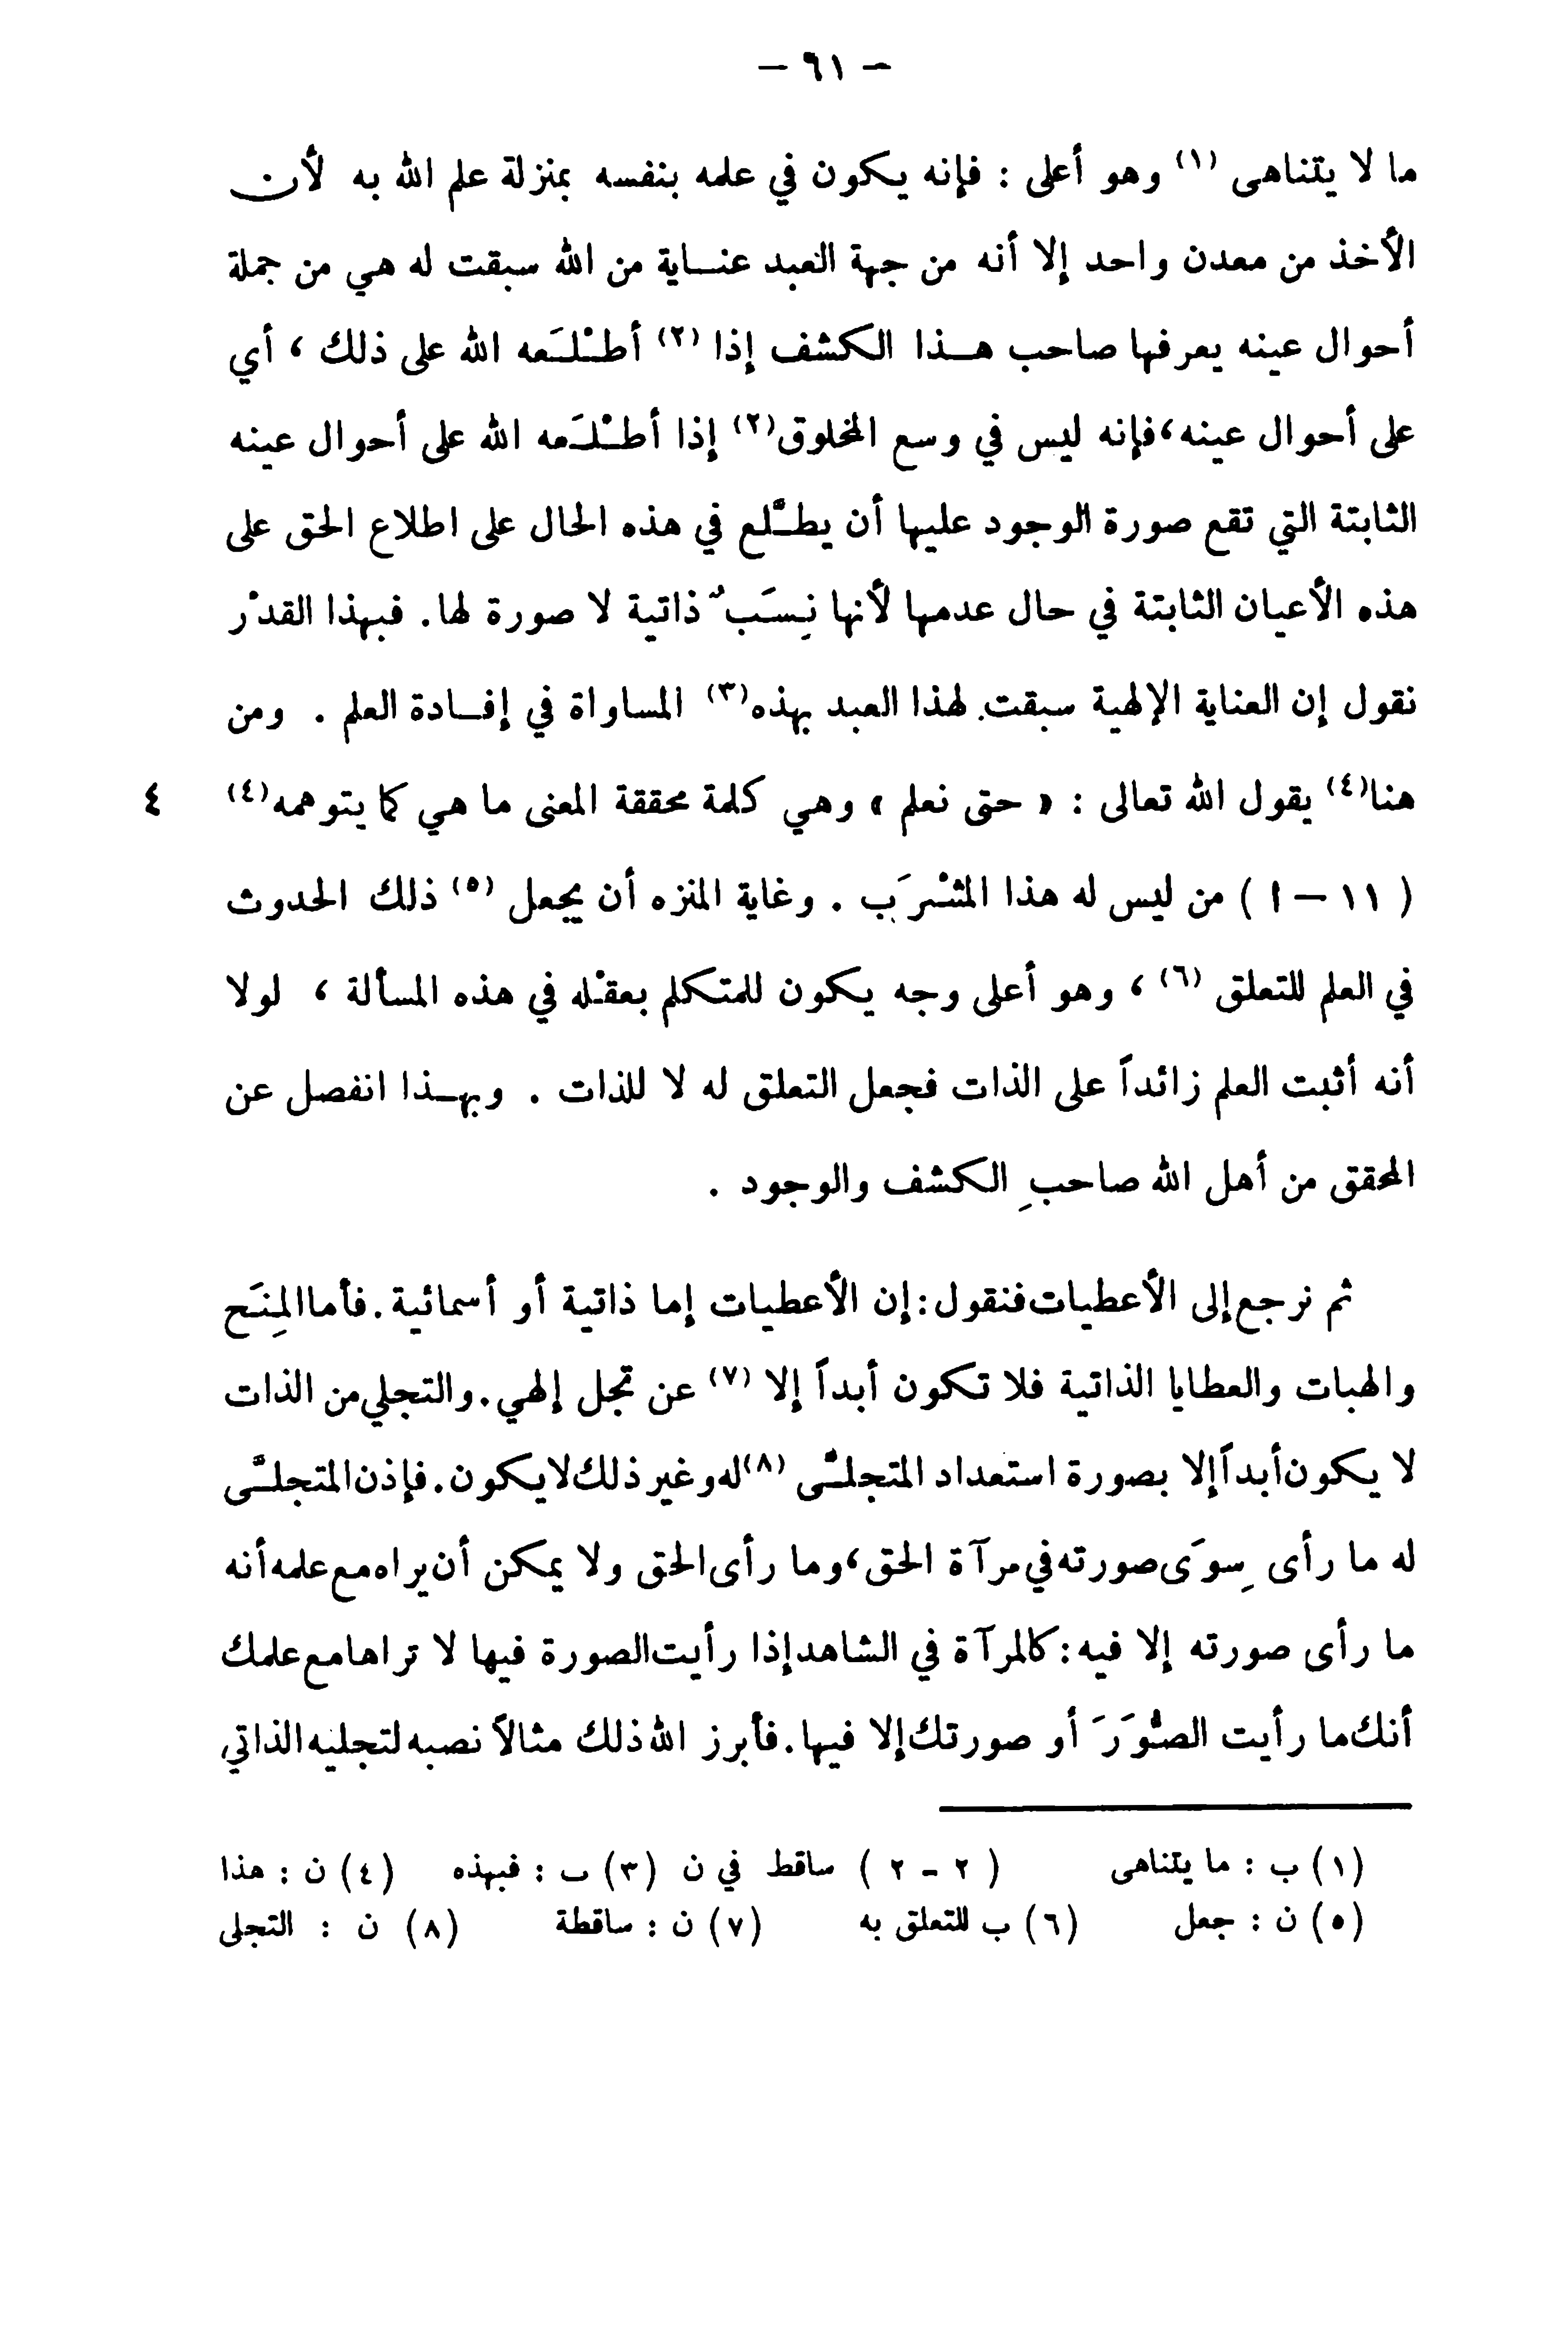 — ٦١ —
ما لا يتناهى (١) وهو أعلى : فإنه يكون في علمه بنفسه بمنزلة علم الله به لأن
الأخذ من معدن واحد إلا أنه من جهة العبد عنــاية من الله سبقت له هي من جملة
أحوال عينه يعرفها صاحب هــذا الكشف إذا (٢) أطْلَعه الله على ذلك ، أي
على أحوال عينه، فإنه ليس في وسع المخلوق(٢) إذا أطْلَعه الله على أحوال عينه
الثابتة التي تقع صورة الوجود عليها أن يطَّلع في هذه الحال على اطلاع الحق على
هذه الأعيان الثابتة في حال عدمها لأنها نِسَبٌ ذاتية لا صورة لها. فبهذا القدْر
نقول إن العناية الإلهية سبقت لهذا العبد بهذه(٣) المساواة في إفــادة العلم . ومن
هنا(٤) يقول الله تعالى : « حتى نعلم » وهي كلمة محققة المعنى ما هي كما يتوهمه(٤) ٤
( ١١ — ا ) من ليس له هذا المشْرَب . وغاية المنزه أن يجعل (٥) ذلك الحدوث
في العلم للتعلق (٦) ، وهو أعلى وجه يكون للمتكلم بعقْله في هذه المسألة ، لولا
أنه أثبت العلم زائداً على الذات فجعل التعلق له لا للذات . وبهــذا انفصل عن
المحقق من أهل الله صاحبِ الكشف والوجود .
ثم نرجع إلى الأعطيات فنقول : إن الأعطيات إما ذاتية أو أسمائية . فأما المِنَح
والهبات والعطايا الذاتية فلا تكون أبداً إلا (٧) عن تجل إلهي . والتجلي من الذات
لا يكون أبداً إلا بصورة استعداد المتجلَّى (٨) له وغير ذلك لا يكون . فإذن المتجلَّى
له ما رأى سِوَى صورته في مرآة الحق ، وما رأى الحق ولا يمكن أن يراه مع علمه أنه
ما رأى صورته إلا فيه : كالمرآة في الشاهد إذا رأيت الصورة فيها لا تراها مع علمك
أنك ما رأيت الصُّوَرَ أو صورتك إلا فيها . فأبرز الله ذلك مثالاً نصبه لتجليه الذاتي
(١) ب : ما يتناهى (٢ - ٢) ساقط في ن (٣) ب : فبهذه (٤) ن : هذا
(٥) ن : جعل (٦) ب للتعلق به (٧) ن : ساقطة (٨) ن : التجلى